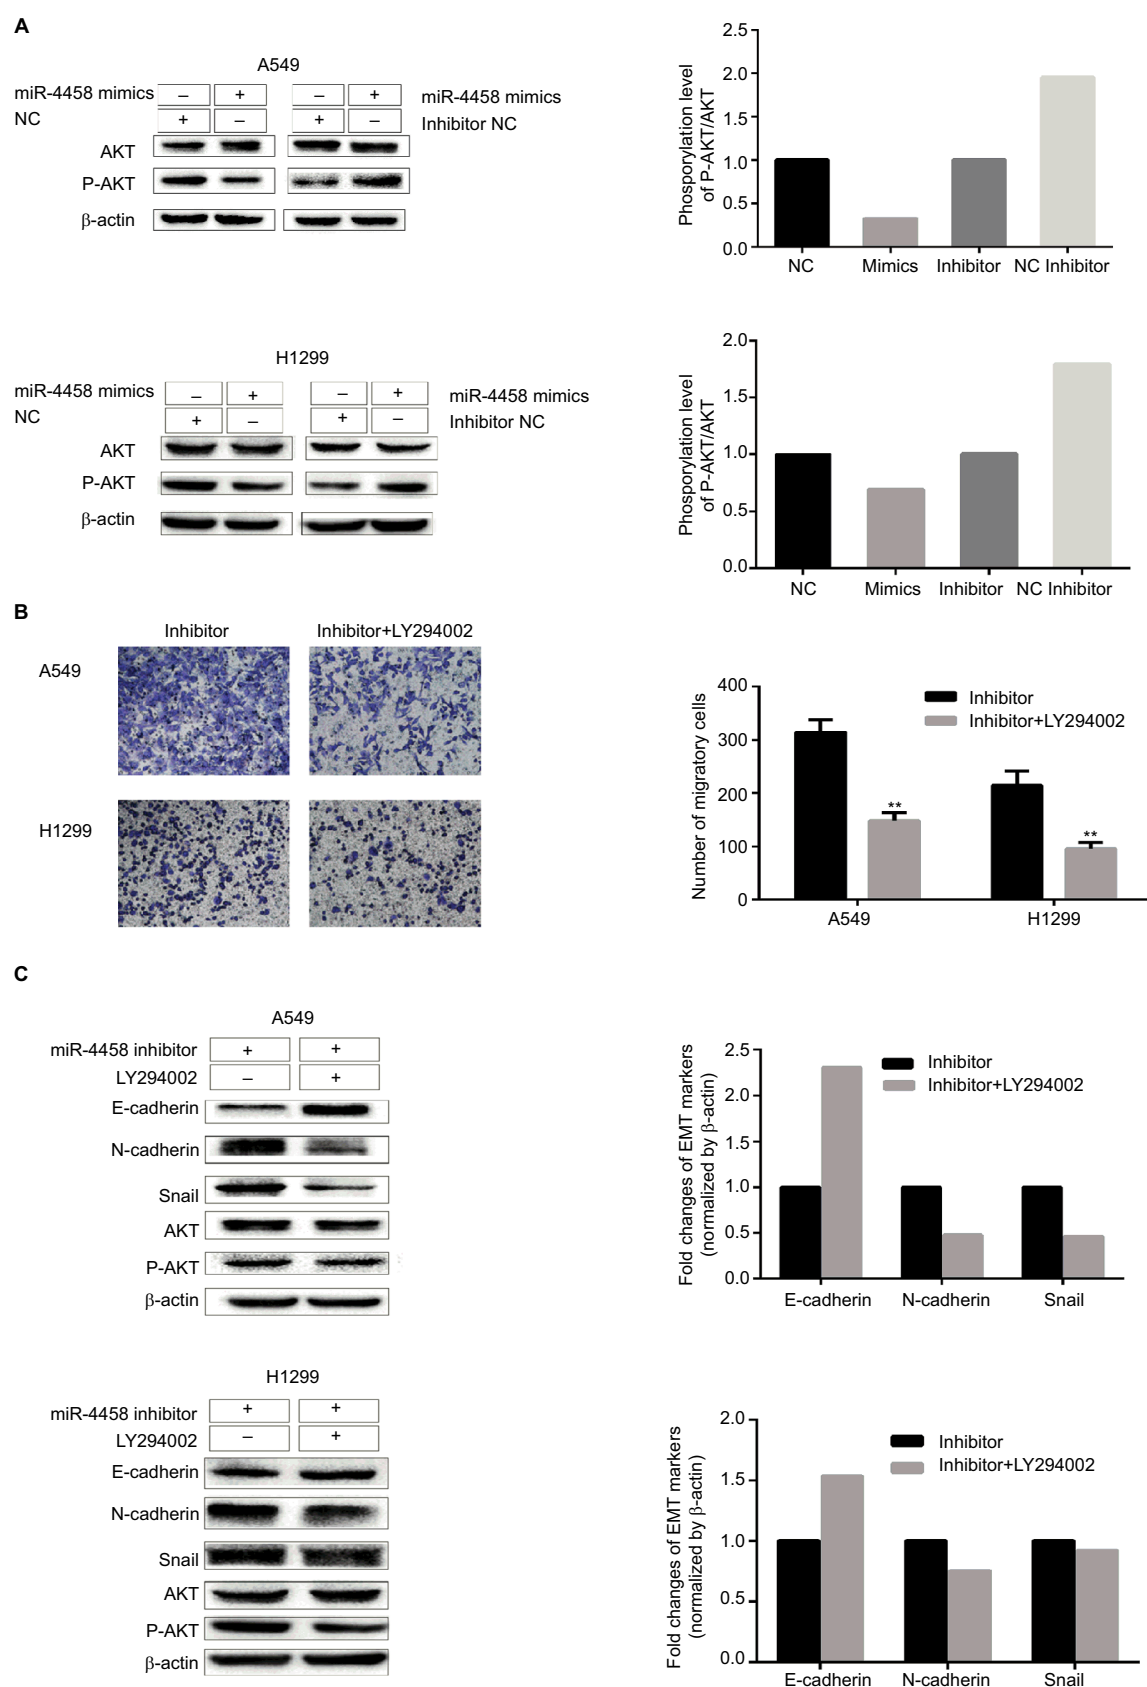 A
A549
miR-4458 mimics – + – + miR-4458 mimics
NC + – + – Inhibitor NC
AKT
P-AKT
β-actin
Phosporylation level
of P-AKT/AKT
2.5
2.0
1.5
1.0
0.5
0.0
NC Mimics Inhibitor NC Inhibitor
H1299
miR-4458 mimics – + – + miR-4458 mimics
NC + – + – Inhibitor NC
AKT
P-AKT
β-actin
Phosporylation level
of P-AKT/AKT
2.0
1.5
1.0
0.5
0.0
NC Mimics Inhibitor NC Inhibitor
B
Inhibitor Inhibitor+LY294002
A549
H1299
Number of migratory cells
400
300
200
100
0
Inhibitor
Inhibitor+LY294002
**
**
A549 H1299
C
A549
miR-4458 inhibitor + +
LY294002 – +
E-cadherin
N-cadherin
Snail
AKT
P-AKT
β-actin
Fold changes of EMT markers
(normalized by β-actin)
2.5
2.0
1.5
1.0
0.5
0.0
Inhibitor
Inhibitor+LY294002
E-cadherin N-cadherin Snail
H1299
miR-4458 inhibitor + +
LY294002 – +
E-cadherin
N-cadherin
Snail
AKT
P-AKT
β-actin
Fold changes of EMT markers
(normalized by β-actin)
2.0
1.5
1.0
0.5
0.0
Inhibitor
Inhibitor+LY294002
E-cadherin N-cadherin Snail